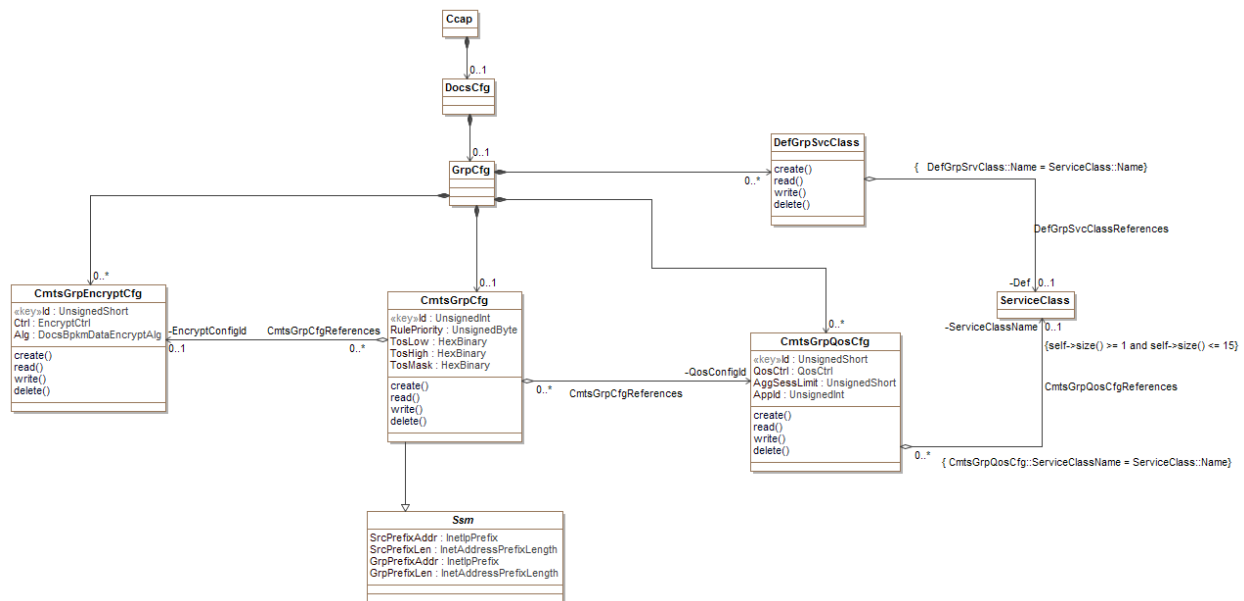 Ccap
0..1
DocsCfg
0..1
GrpCfg
DefGrpSvcClass
create()
read()
write()
delete()
0..*
{ DefGrpSrvClass::Name = ServiceClass::Name}
DefGrpSvcClassReferences
-Def 0..1
ServiceClass
-ServiceClassName 0..1
{self->size() >= 1 and self->size() <= 15}
CmtsGrpQosCfgReferences
0..*
CmtsGrpEncryptCfg
«key»Id : UnsignedShort
Ctrl : EncryptCtrl
Alg : DocsBpkmDataEncryptAlg
create()
read()
write()
delete()
-EncryptConfigId
0..1
CmtsGrpCfgReferences
0..*
0..1
CmtsGrpCfg
«key»Id : UnsignedInt
RulePriority : UnsignedByte
TosLow : HexBinary
TosHigh : HexBinary
TosMask : HexBinary
create()
read()
write()
delete()
0..*
CmtsGrpCfgReferences
-QosConfigId
0..*
CmtsGrpQosCfg
«key»Id : UnsignedShort
QosCtrl : QosCtrl
AggSessLimit : UnsignedShort
AppId : UnsignedInt
create()
read()
write()
delete()
0..*
{ CmtsGrpQosCfg::ServiceClassName = ServiceClass::Name}
Ssm
SrcPrefixAddr : InetIpPrefix
SrcPrefixLen : InetAddressPrefixLength
GrpPrefixAddr : InetIpPrefix
GrpPrefixLen : InetAddressPrefixLength